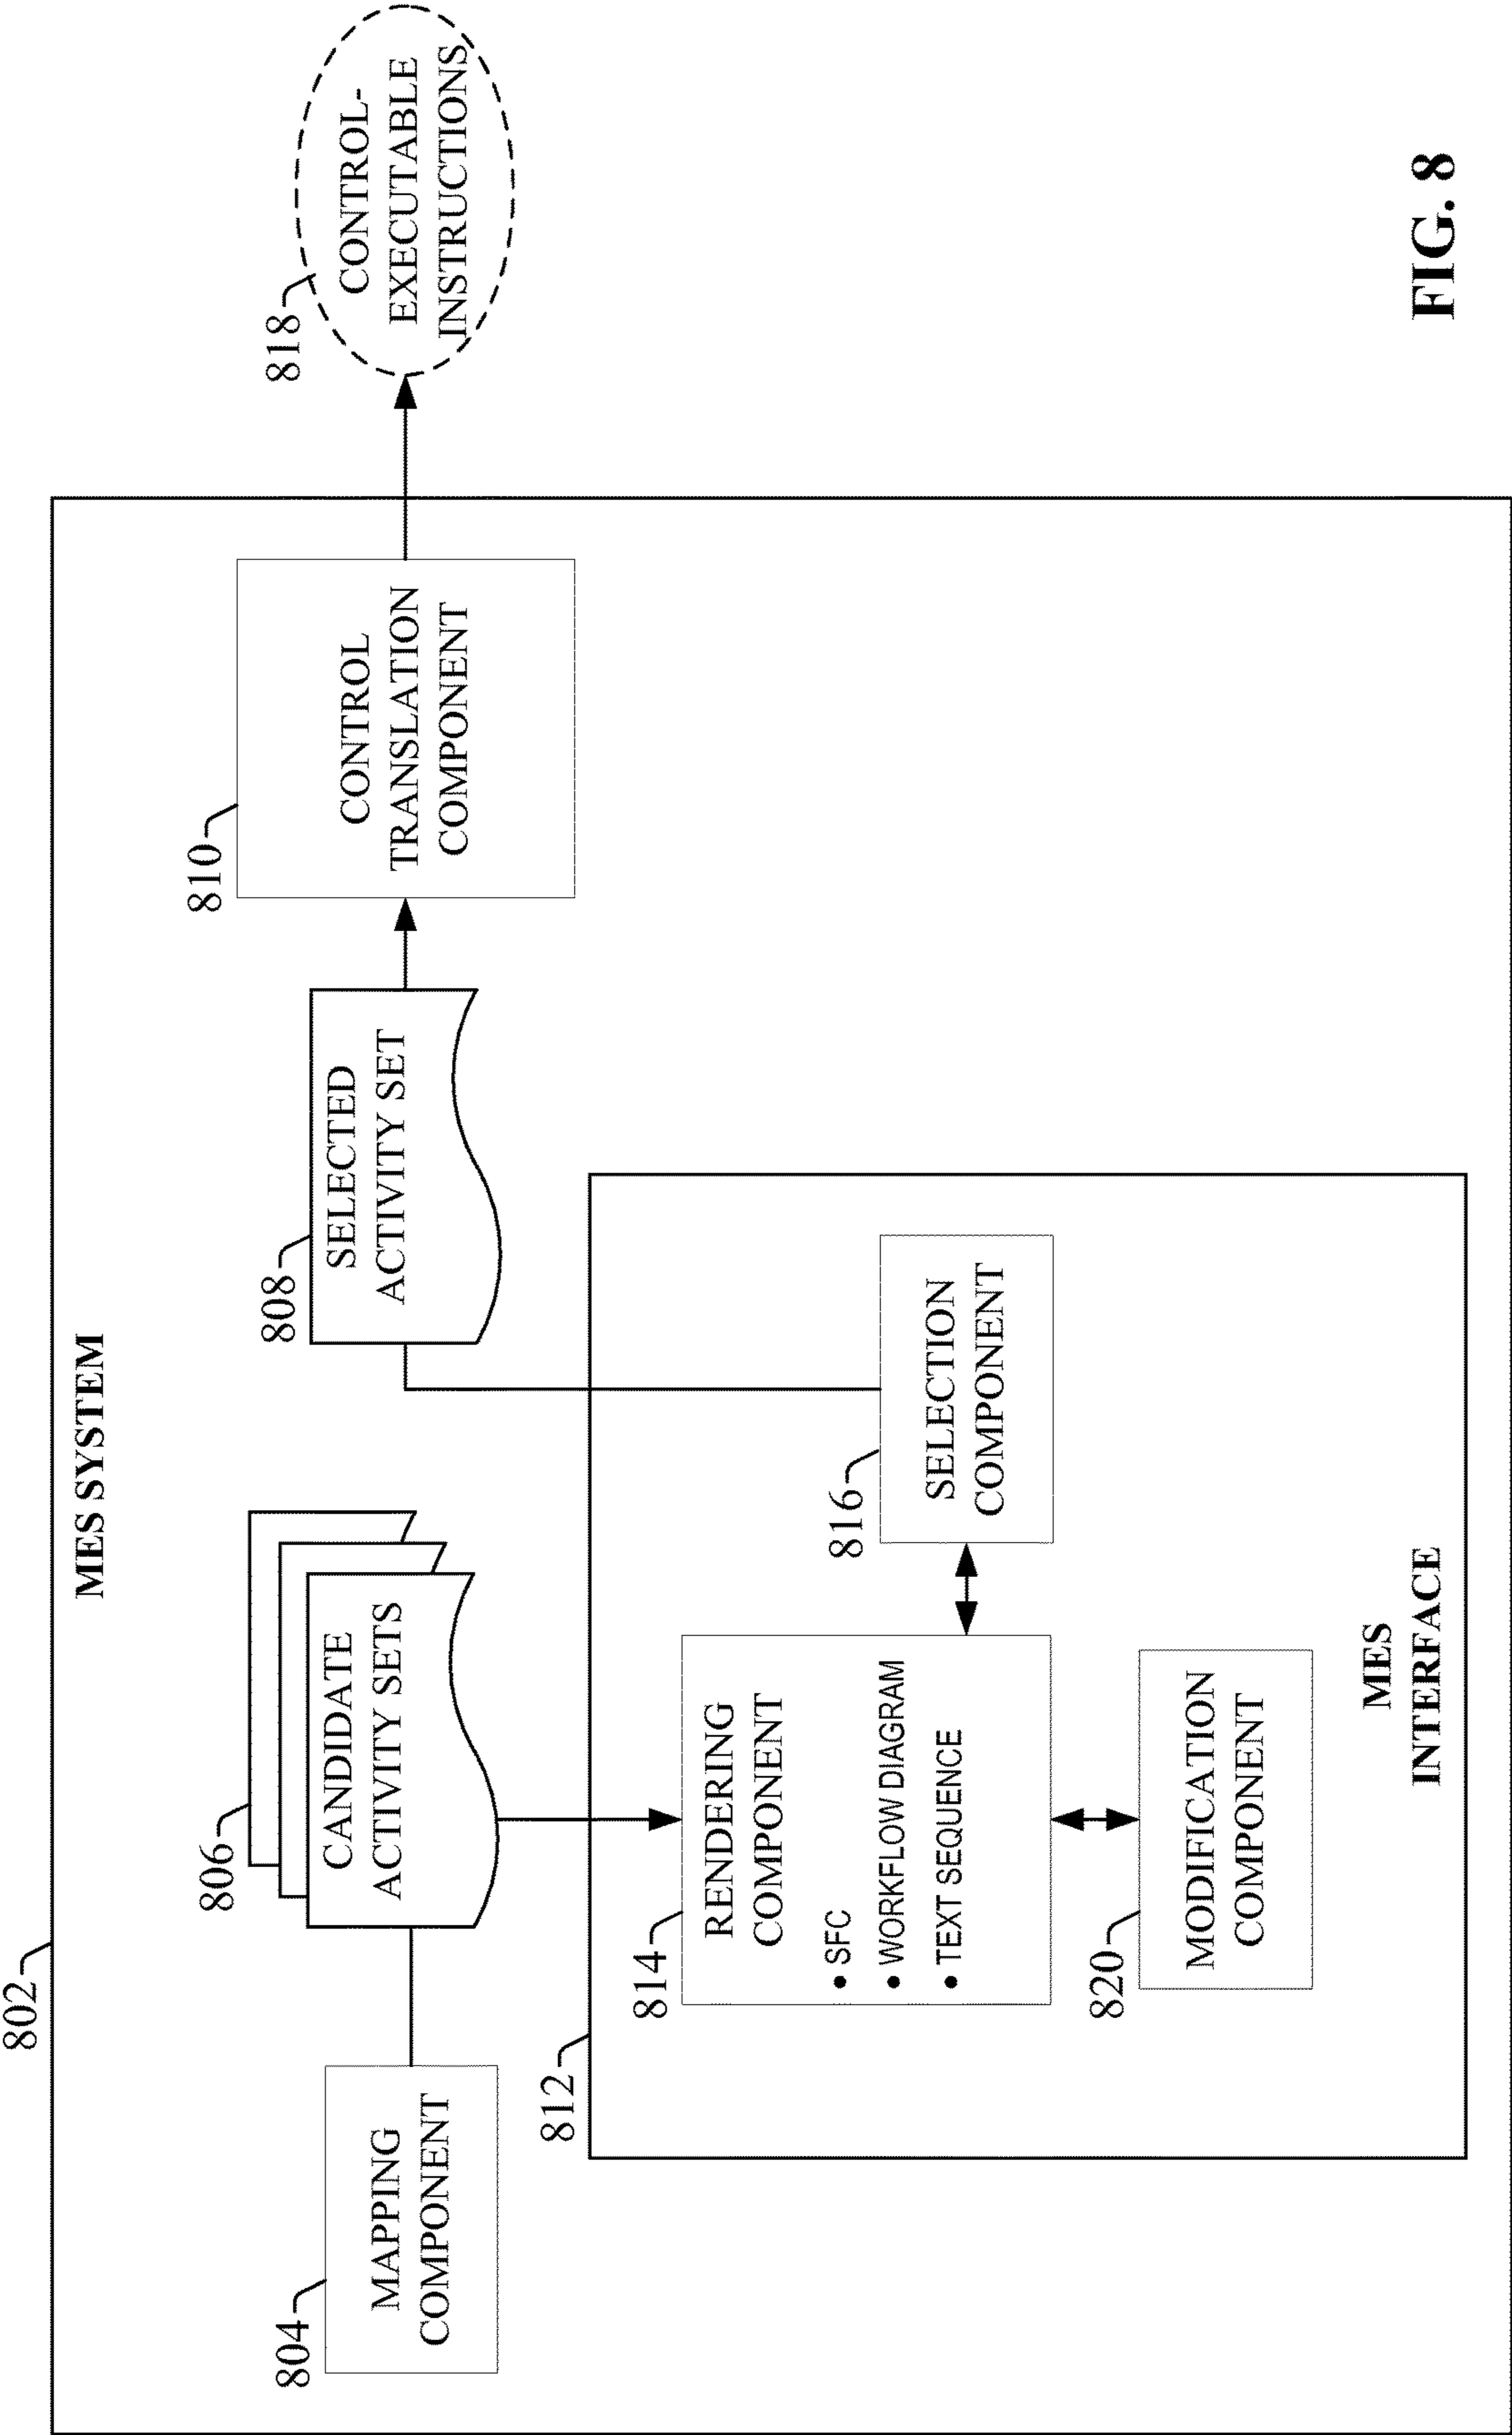 802
MES SYSTEM
804
MAPPING
COMPONENT
806
CANDIDATE
ACTIVITY SETS
808
SELECTED
ACTIVITY SET
810
CONTROL
TRANSLATION
COMPONENT
818
CONTROL-
EXECUTABLE
INSTRUCTIONS
812
814
RENDERING
COMPONENT
• SFC
• WORKFLOW DIAGRAM
• TEXT SEQUENCE
816
SELECTION
COMPONENT
820
MODIFICATION
COMPONENT
MES
INTERFACE
FIG. 8